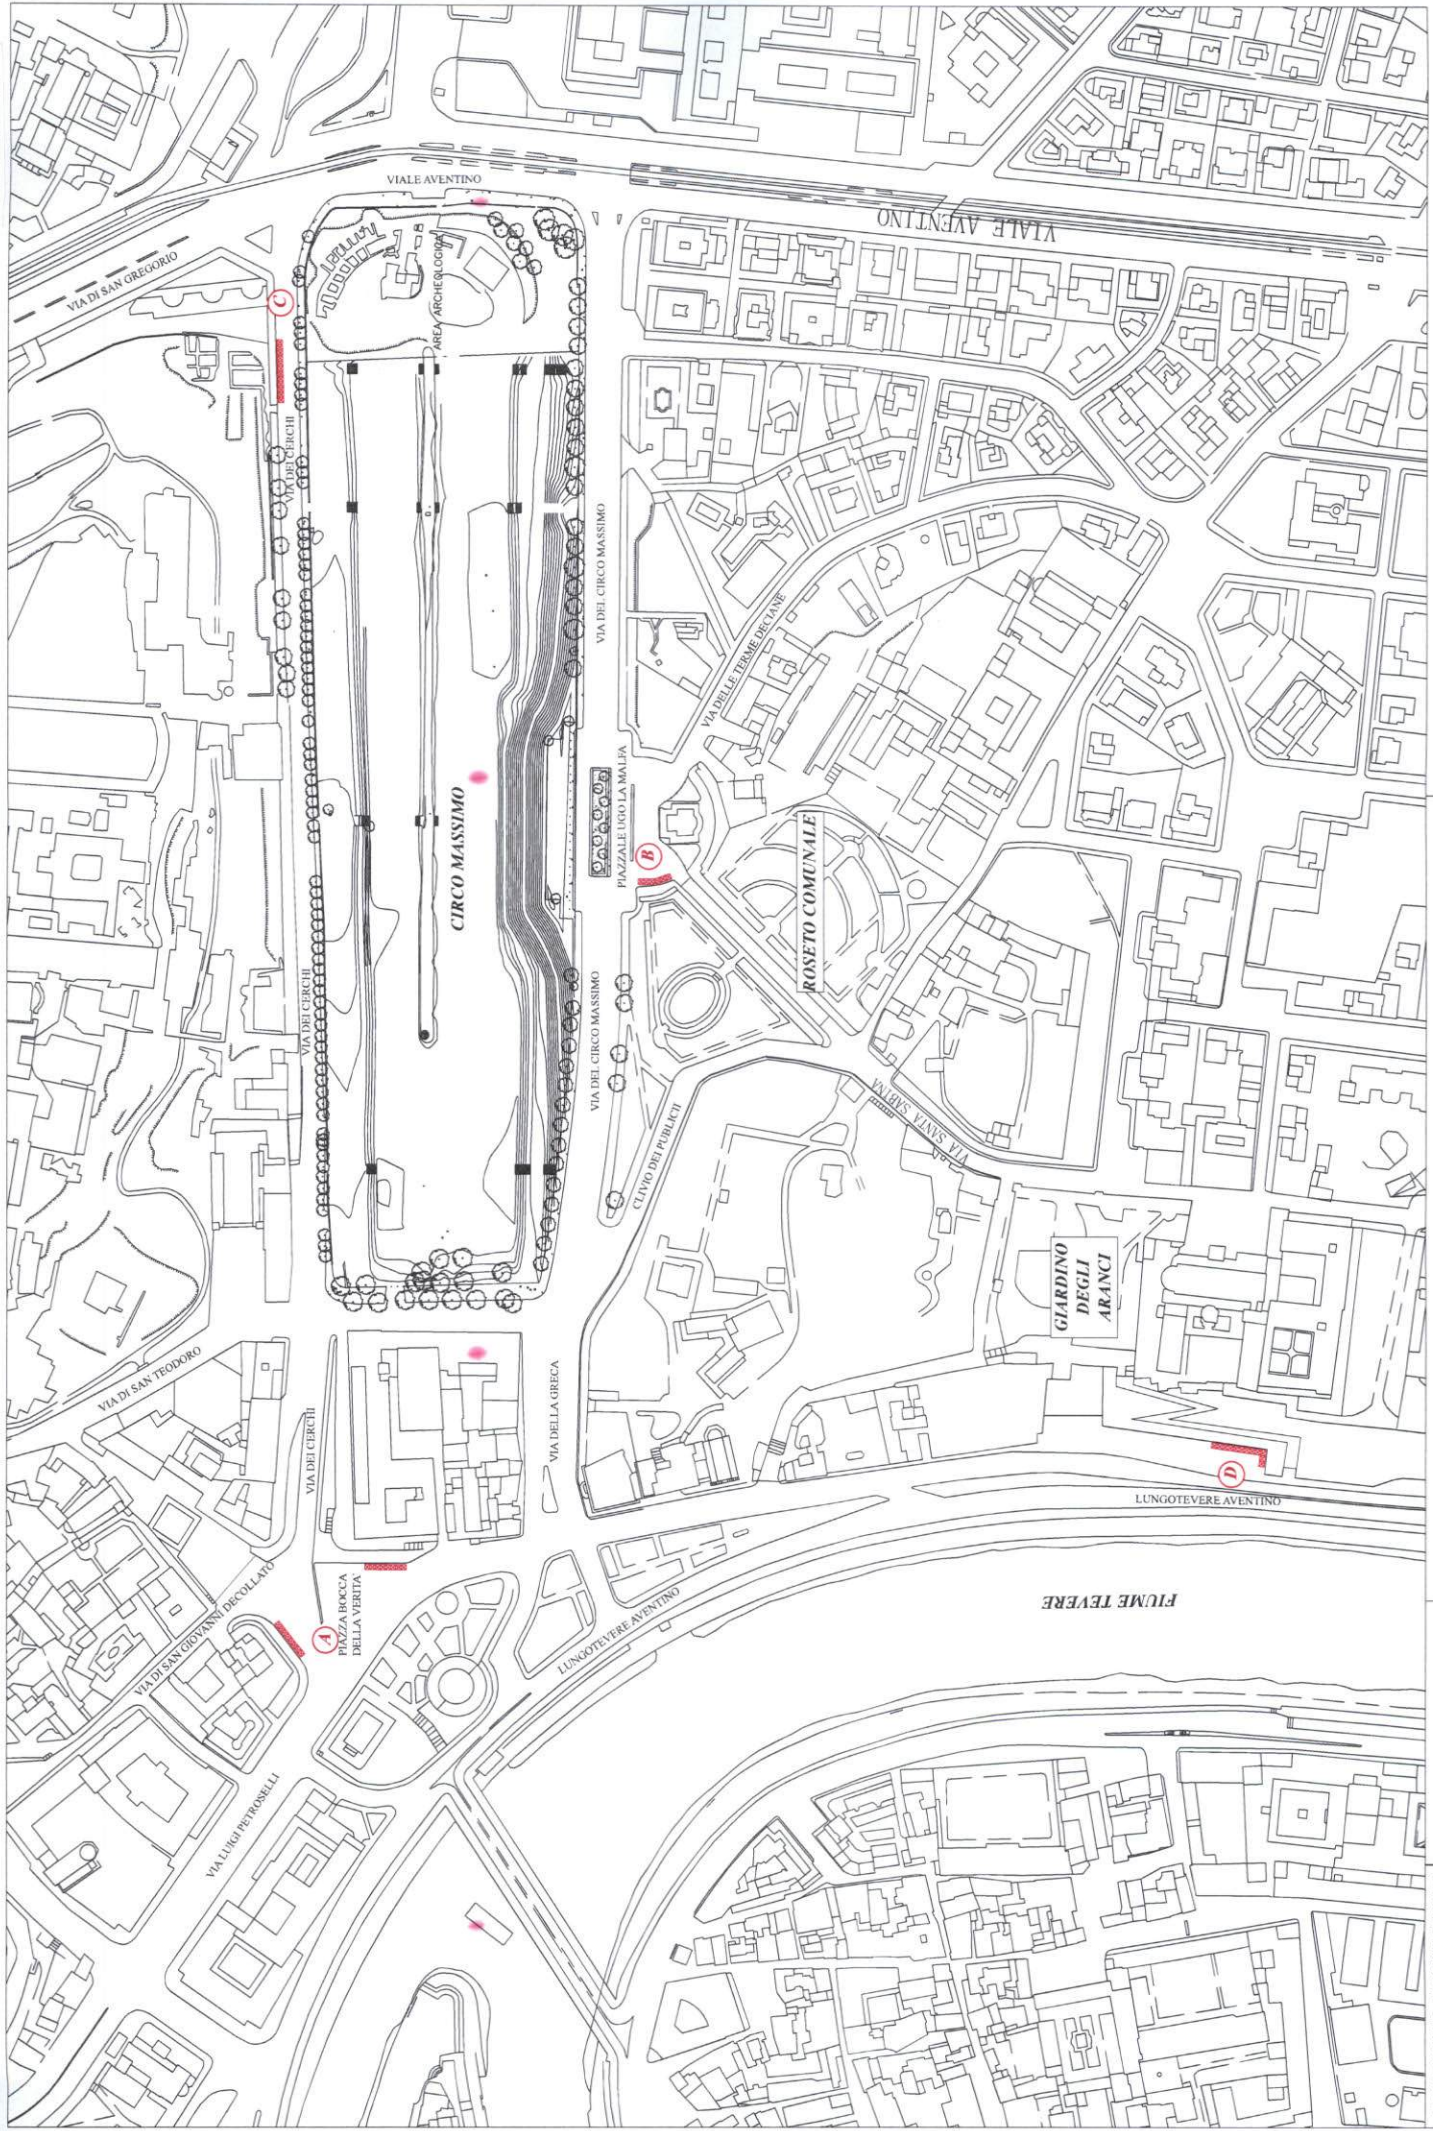 VIALE AVENTINO
VIALE AVENTINO
VIA DI SAN GREGORIO
C
AREA ARCHEOLOGICA
VIA DEI CERCHI
VIA DEL CIRCO MASSIMO
VIA DELLE TERME DECIANE
CIRCO MASSIMO
PIAZZALE UGO LA MALFA
B
ROSETO COMUNALE
VIA DEI CERCHI
VIA DEL CIRCO MASSIMO
CLIVIO DEI PUBLICII
VIA SANTA SABINA
GIARDINO
DEGLI
ARANCI
VIA DI SAN TEODORO
VIA DEI CERCHI
VIA DELLA GRECA
D
LUNGOTEVERE AVENTINO
VIA DI SAN GIOVANNI DECOLLATO
A
PIAZZA BOCCA
DELLA VERITA'
LUNGOTEVERE AVENTINO
FIUME TEVERE
VIA LUIGI PETROSELLI